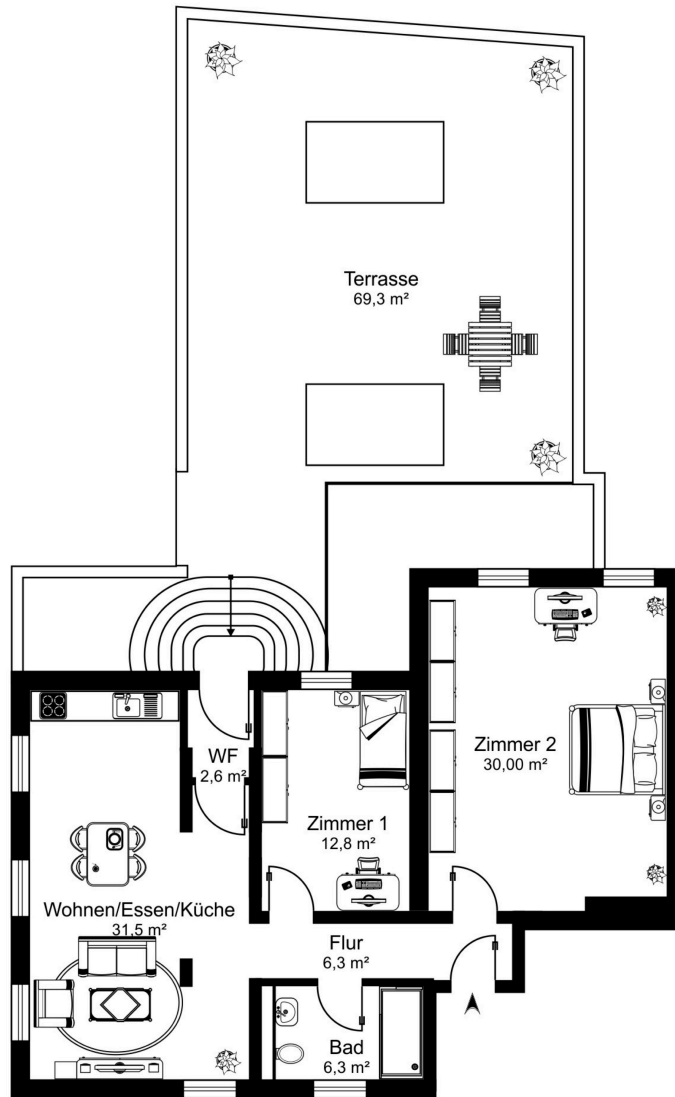 Terrasse
69,3 m²
WF
2,6 m²
Zimmer 2
30,00 m²
Zimmer 1
12,8 m²
Wohnen/Essen/Küche
31,5 m²
Flur
6,3 m²
Bad
6,3 m²